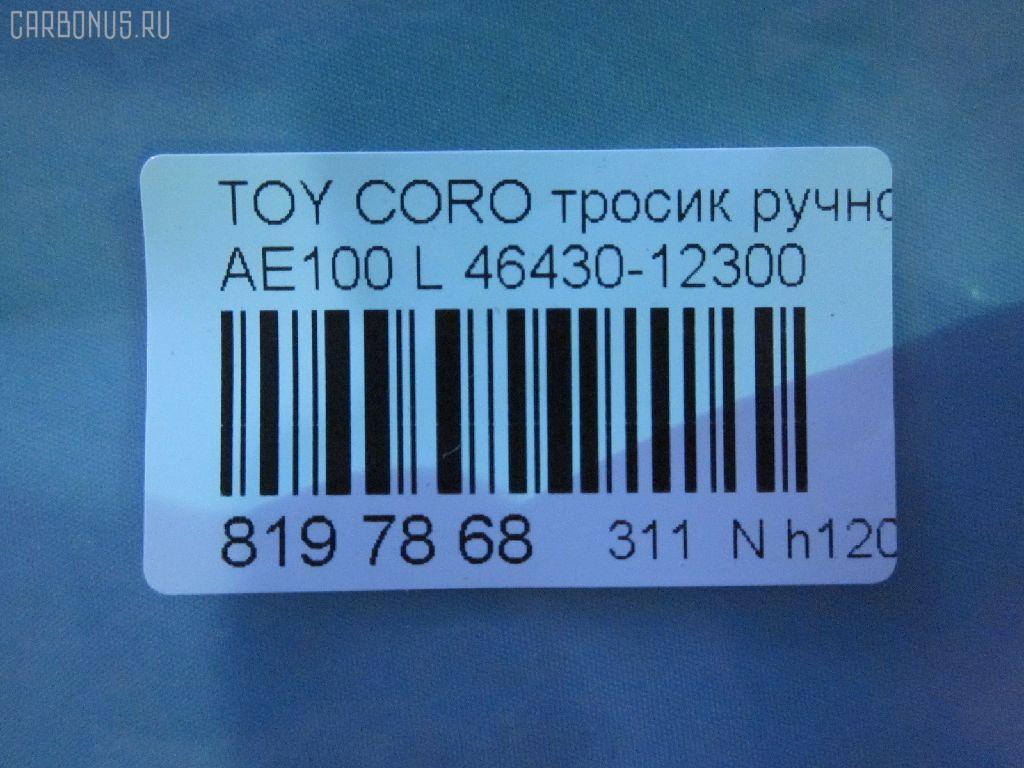 CARBONUS.RU
TOY CORO тросик ручно
AE100 L 46430-12300
819 78 68 311 N h120